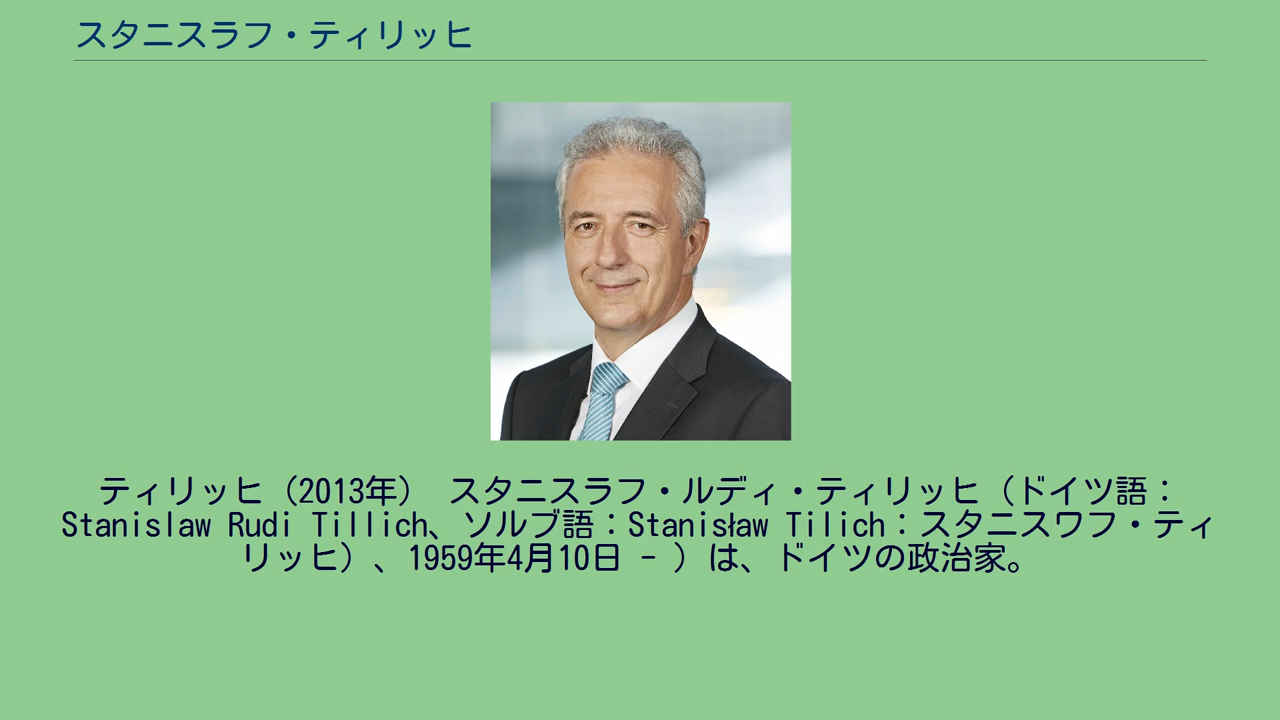 スタニスラフ・ティリッヒ
ティリッヒ（2013年） スタニスラフ・ルディ・ティリッヒ（ドイツ語：
Stanislaw Rudi Tillich、ソルブ語：Stanisław Tilich：スタニスワフ・ティ
リッヒ）、1959年4月10日 - ）は、ドイツの政治家。